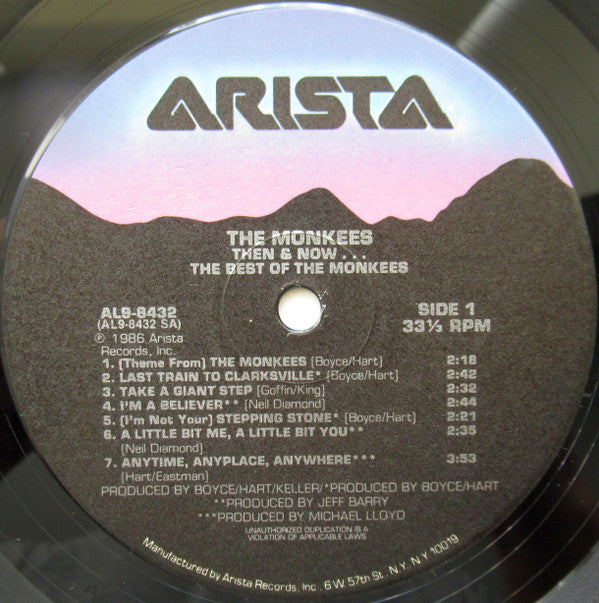 ARISTA
THE MONKEES
THEN & NOW . . .
THE BEST OF THE MONKEES
AL9-8432
(AL9-8432 SA)
℗ 1986 Arista
Records, Inc.
SIDE 1
33⅓ RPM
1. (Theme From) THE MONKEES (Boyce/Hart) 2:18
2. LAST TRAIN TO CLARKSVILLE* (Boyce/Hart) 2:42
3. TAKE A GIANT STEP (Goffin/King) 2:32
4. I'M A BELIEVER** (Neil Diamond) 2:44
5. (I'm Not Your) STEPPING STONE* (Boyce/Hart) 2:21
6. A LITTLE BIT ME, A LITTLE BIT YOU** 2:35
(Neil Diamond)
7. ANYTIME, ANYPLACE, ANYWHERE*** 3:53
(Hart/Eastman)
PRODUCED BY BOYCE/HART/KELLER/*PRODUCED BY BOYCE/HART
**PRODUCED BY JEFF BARRY
***PRODUCED BY MICHAEL LLOYD
UNAUTHORIZED DUPLICATION IS A
VIOLATION OF APPLICABLE LAWS
Manufactured by Arista Records, Inc., 6 W. 57th St., N.Y. N.Y. 10019